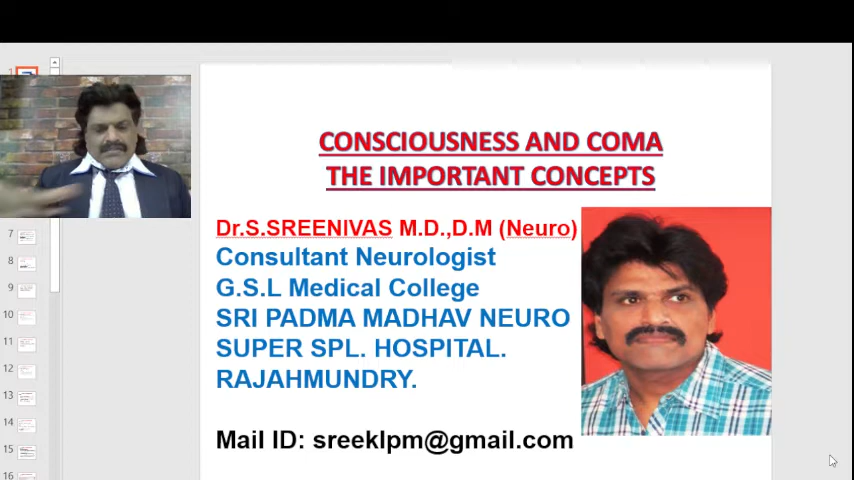 CONSCIOUSNESS AND COMA
THE IMPORTANT CONCEPTS
Dr.S.SREENIVAS M.D.,D.M (Neuro)
Consultant Neurologist
G.S.L Medical College
SRI PADMA MADHAV NEURO
SUPER SPL. HOSPITAL.
RAJAHMUNDRY.
Mail ID: sreeklpm@gmail.com
1
7
8
9
10
11
12
13
14
15
16